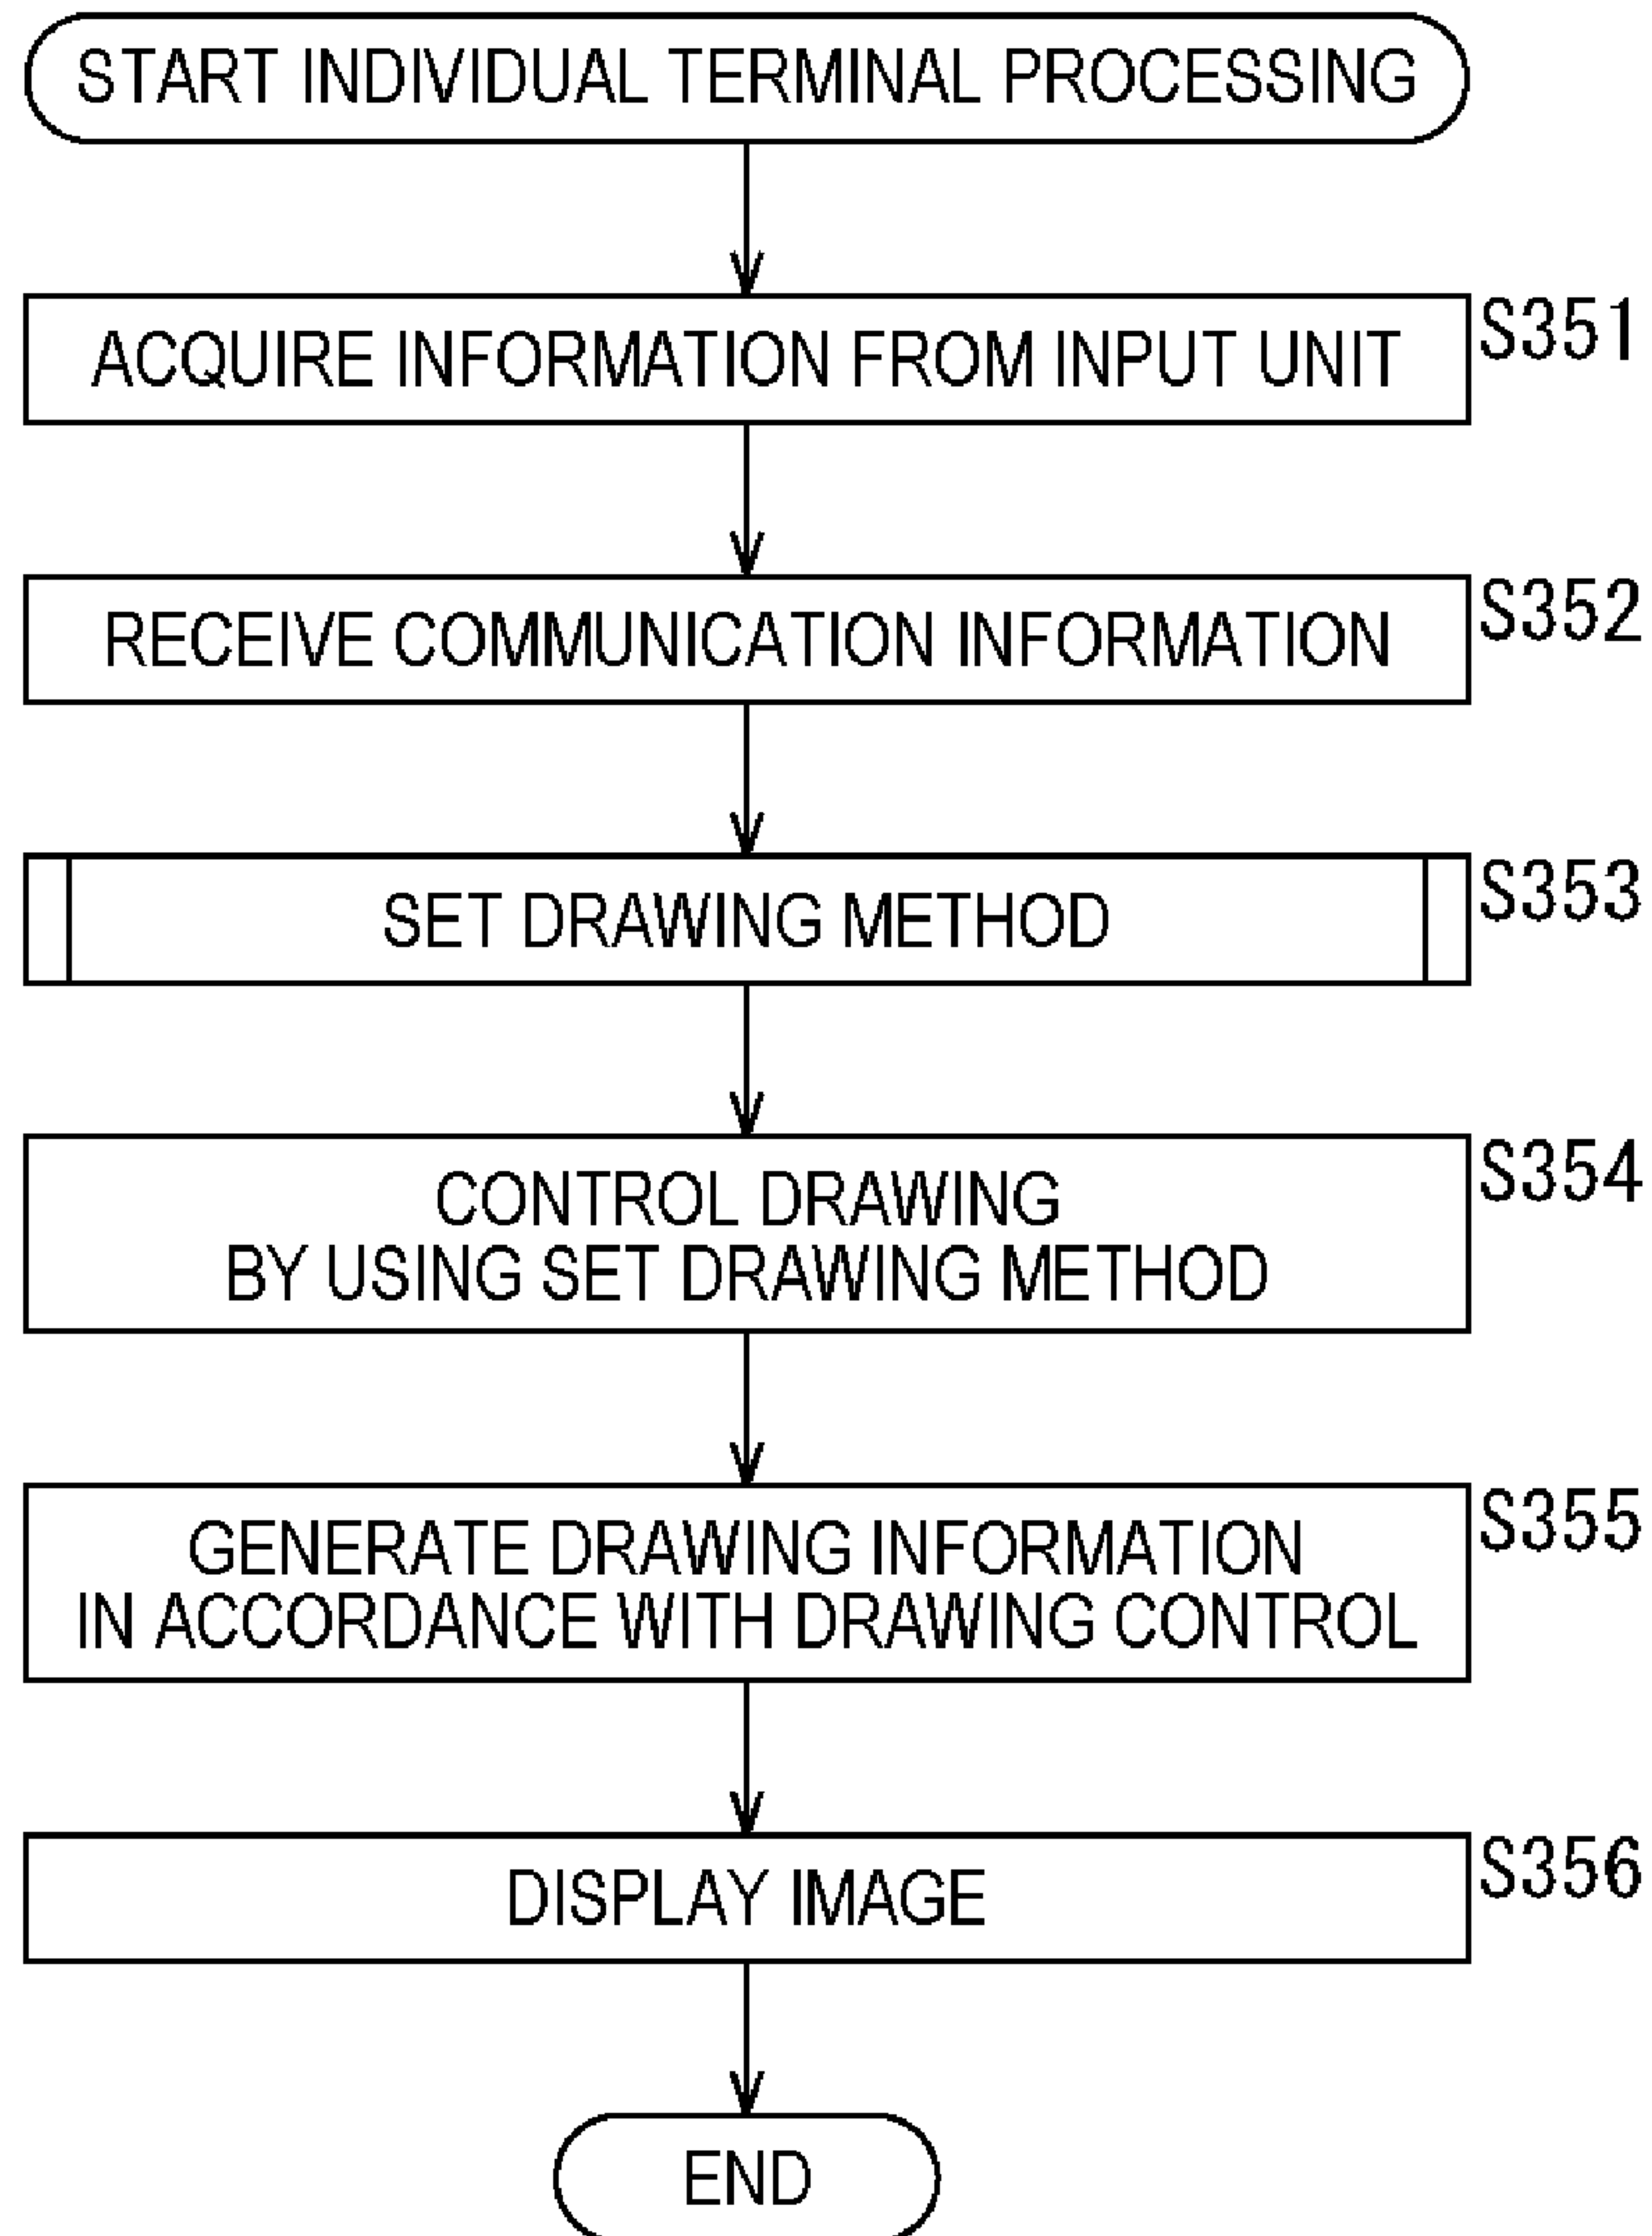 START INDIVIDUAL TERMINAL PROCESSING
ACQUIRE INFORMATION FROM INPUT UNIT
S351
RECEIVE COMMUNICATION INFORMATION
S352
SET DRAWING METHOD
S353
CONTROL DRAWING
BY USING SET DRAWING METHOD
S354
GENERATE DRAWING INFORMATION
IN ACCORDANCE WITH DRAWING CONTROL
S355
DISPLAY IMAGE
S356
END